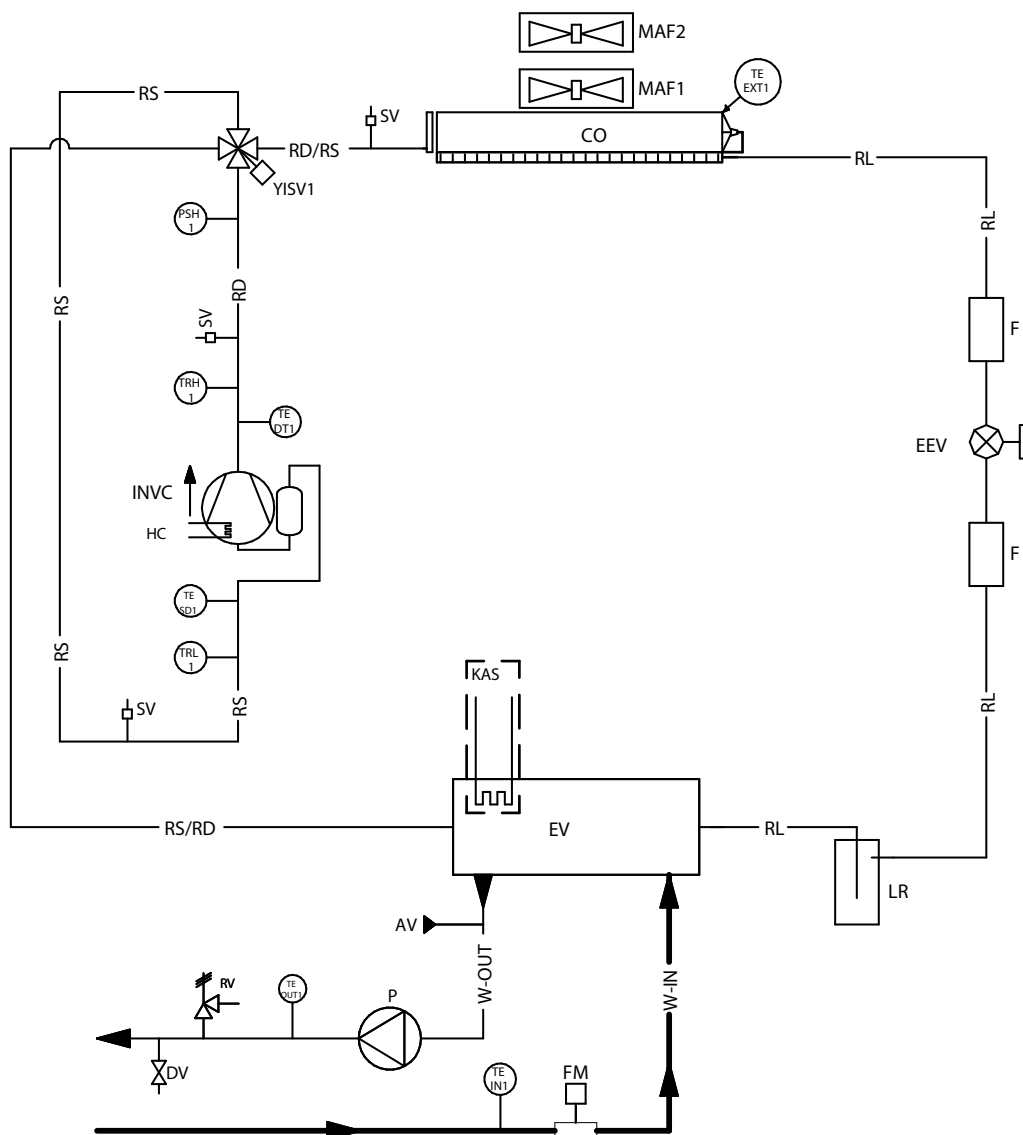 MAF2
MAF1
TE
EXT1
RS
SV
CO
RD/RS
RL
YISV1
PSH
1
RL
RD
RS
SV
F
TRH
1
TE
DT1
EEV
INVC
HC
F
TE
SD1
TRL
1
RS
RS
KAS
RL
SV
RS/RD
EV
RL
LR
AV
W-OUT
W-IN
RV
TE
OUT1
P
DV
TE
IN1
FM